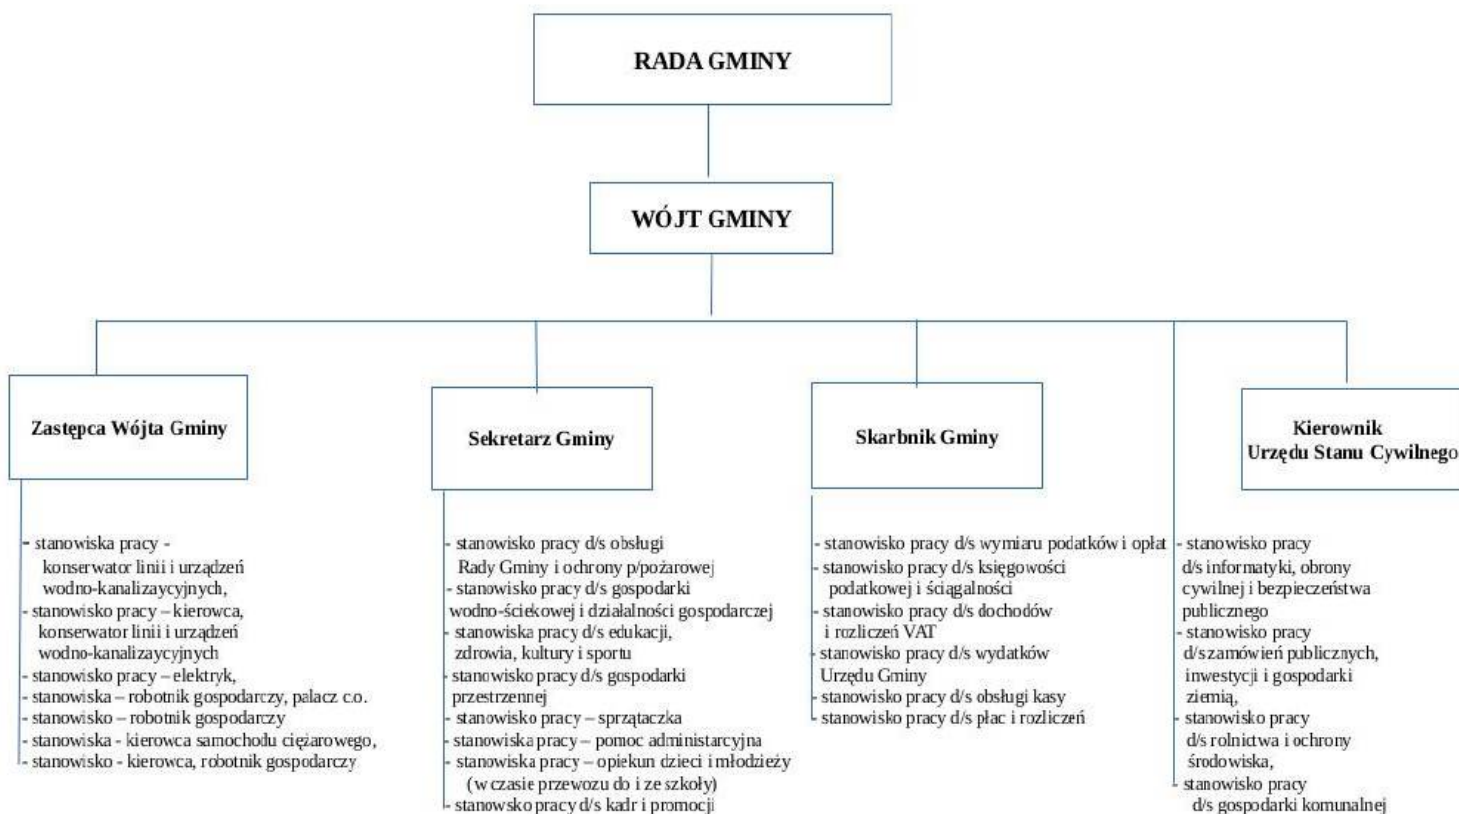 RADA GMINY
WÓJT GMINY
Zastępca Wójta Gminy
- stanowiska pracy -
konserwator linii i urządzeń
wodno-kanalizaycyjnych,
- stanowisko pracy – kierowca,
konserwator linii i urządzeń
wodno-kanalizaycyjnych
- stanowisko pracy – elektryk,
- stanowiska – robotnik gospodarczy, palacz c.o.
- stanowisko – robotnik gospodarczy
- stanowiska - kierowca samochodu ciężarowego,
- stanowisko - kierowca, robotnik gospodarczy
Sekretarz Gminy
- stanowisko pracy d/s obsługi
Rady Gminy i ochrony p/pożarowej
- stanowisko pracy d/s gospodarki
wodno-ściekowej i działalności gospodarczej
- stanowiska pracy d/s edukacji,
zdrowia, kultury i sportu
- stanowisko pracy d/s gospodarki
przestrzennej
- stanowisko pracy – sprzątaczka
- stanowiska pracy – pomoc administarcyjna
- stanowiska pracy – opiekun dzieci i młodzieży
(w czasie przewozu do i ze szkoły)
- stanowsko pracy d/s kadr i promocji
Skarbnik Gminy
- stanowisko pracy d/s wymiaru podatków i opłat
- stanowisko pracy d/s księgowości
podatkowej i ściągalności
- stanowisko pracy d/s dochodów
i rozliczeń VAT
- stanowisko pracy d/s wydatków
Urzędu Gminy
- stanowisko pracy d/s obsługi kasy
- stanowisko pracy d/s płac i rozliczeń
Kierownik
Urzędu Stanu Cywilnego
- stanowisko pracy
d/s informatyki, obrony
cywilnej i bezpieczeństwa
publicznego
- stanowisko pracy
d/s zamówień publicznych,
inwestycji i gospodarki
ziemią,
- stanowisko pracy
d/s rolnictwa i ochrony
środowiska,
- stanowisko pracy
d/s gospodarki komunalnej